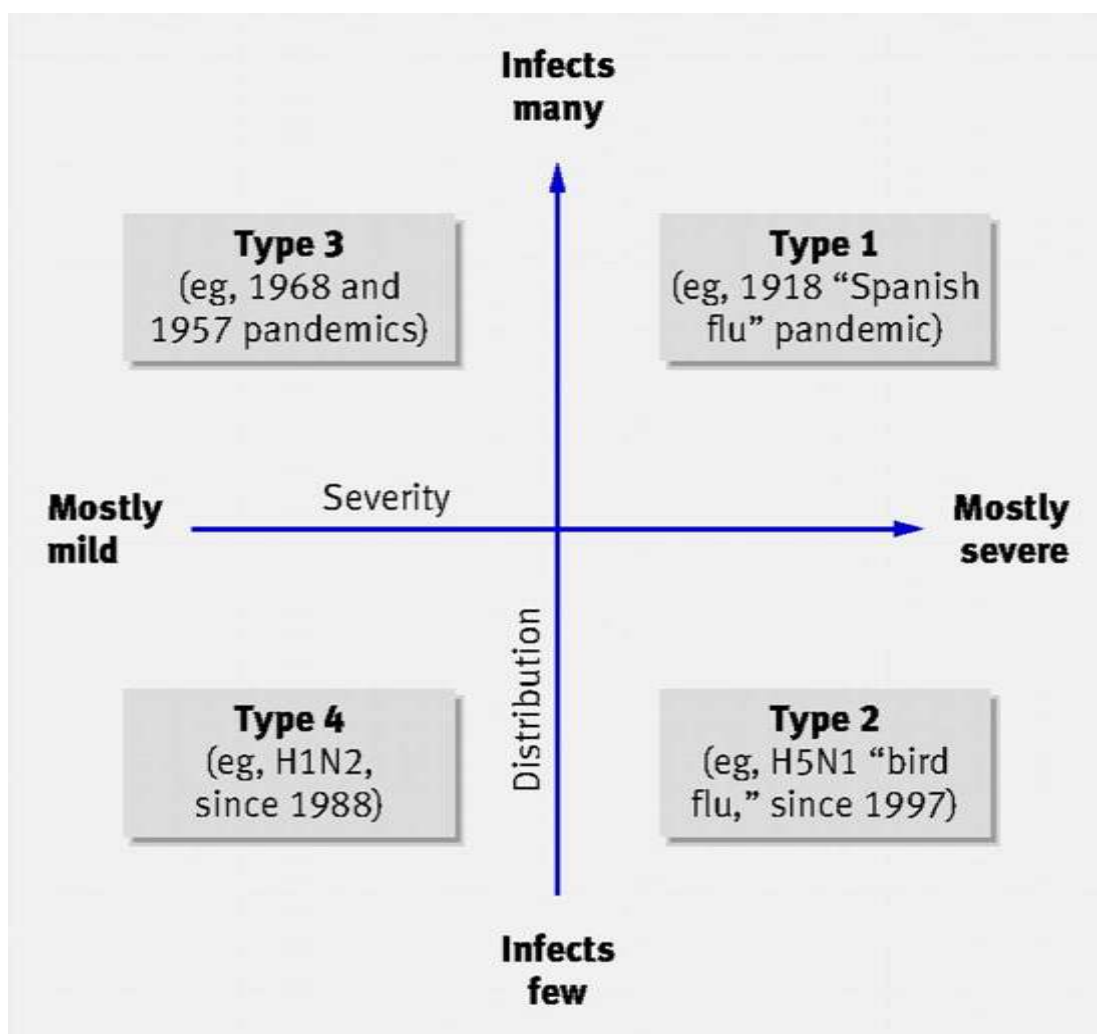 Infects
many
Type 3
(eg, 1968 and
1957 pandemics)
Type 1
(eg, 1918 “Spanish
flu” pandemic)
Severity
Mostly
mild
Mostly
severe
Distribution
Type 4
(eg, H1N2,
since 1988)
Type 2
(eg, H5N1 “bird
flu,” since 1997)
Infects
few